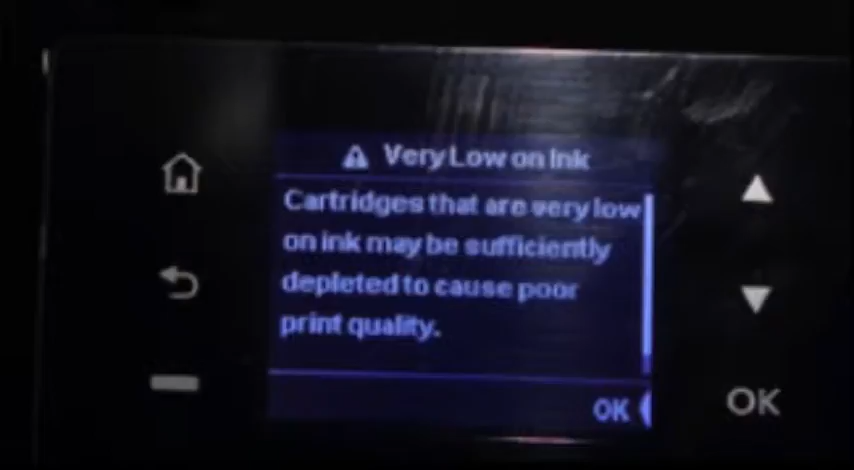 Very Low on Ink
Cartridges that are very low
on ink may be sufficiently
depleted to cause poor
print quality.
OK
OK